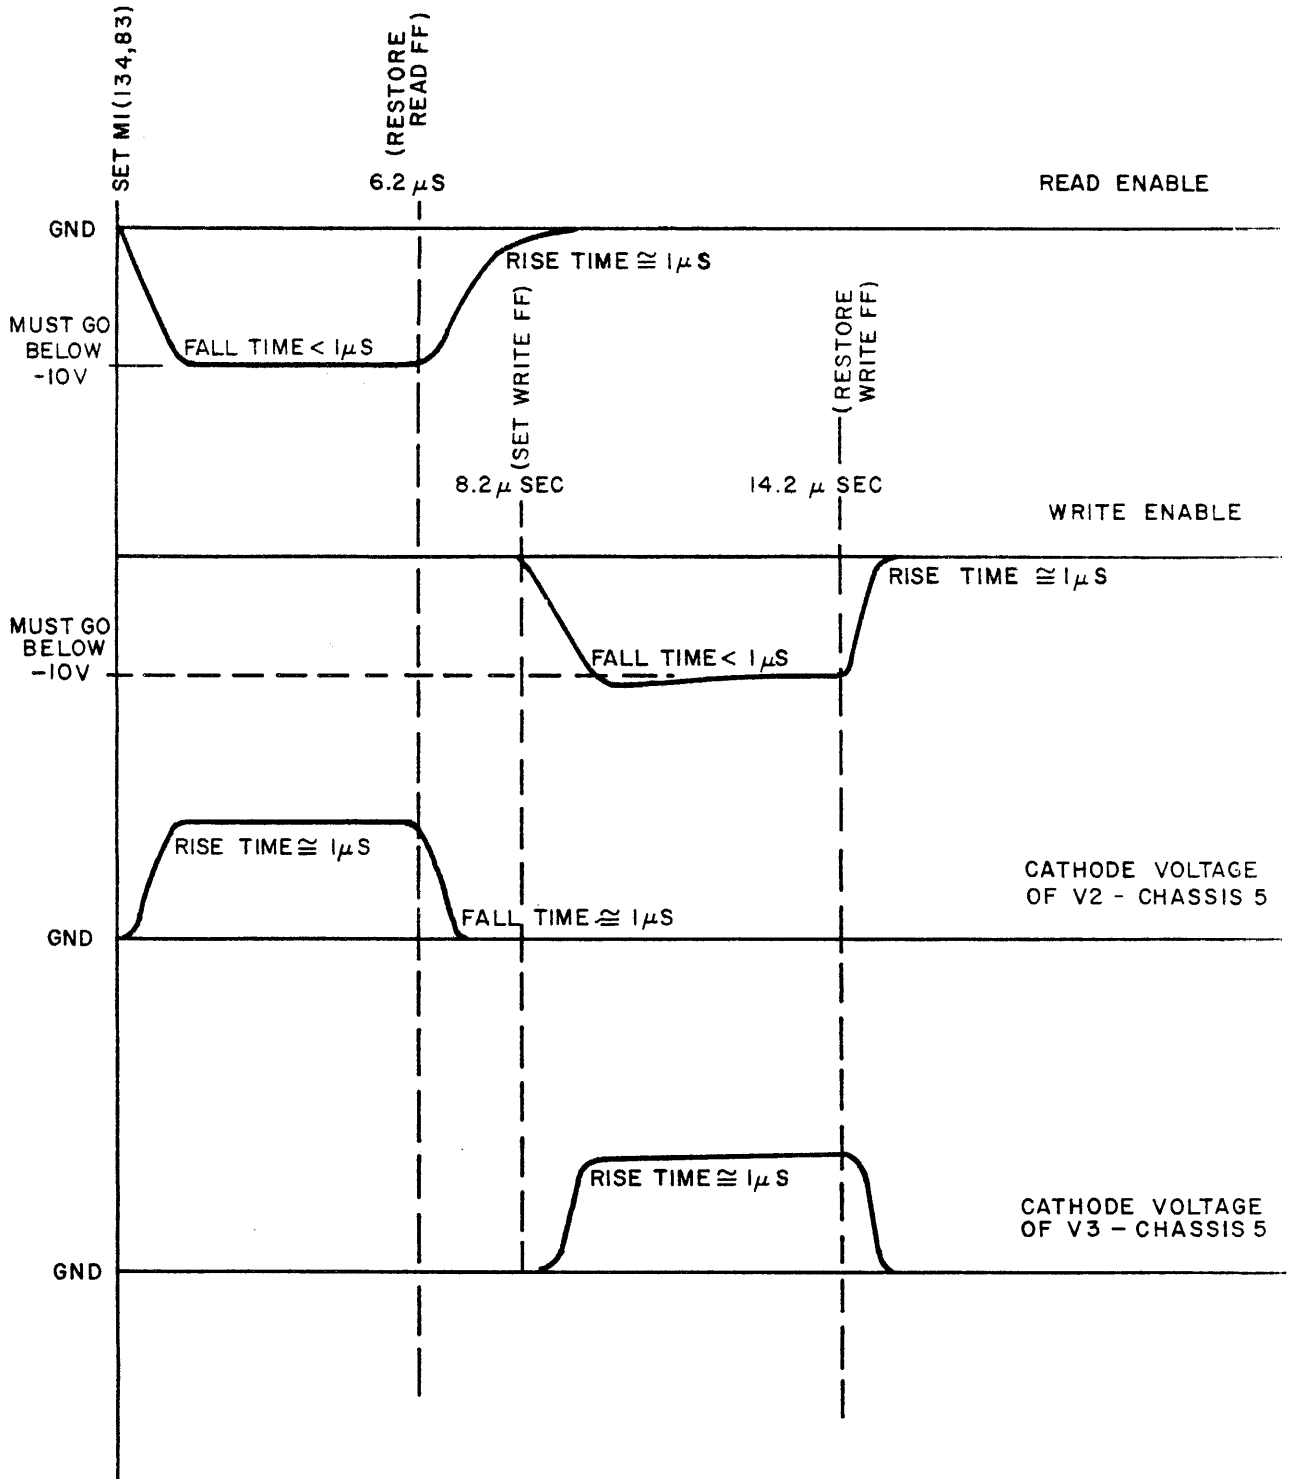 SET MI(134,83)
(RESTORE
READ FF)
6.2 μS
READ ENABLE
GND
RISE TIME ≅ 1μS
MUST GO
BELOW
-10V
FALL TIME < 1μS
(SET WRITE FF)
(RESTORE
WRITE FF)
8.2 μ SEC
14.2 μ SEC
WRITE ENABLE
RISE TIME ≅ 1μS
MUST GO
BELOW
-10V
FALL TIME < 1μS
RISE TIME ≅ 1μS
CATHODE VOLTAGE
OF V2 - CHASSIS 5
FALL TIME ≅ 1μS
GND
RISE TIME ≅ 1μS
CATHODE VOLTAGE
OF V3 - CHASSIS 5
GND